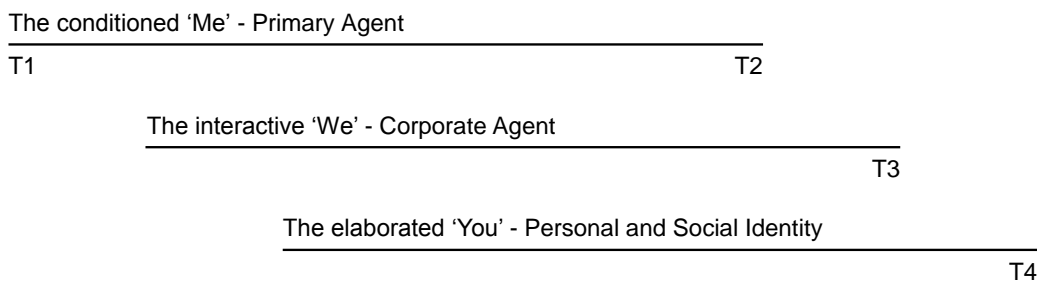 The conditioned ‘Me’ - Primary Agent
T1 T2
The interactive ‘We’ - Corporate Agent
T3
The elaborated ‘You’ - Personal and Social Identity
T4